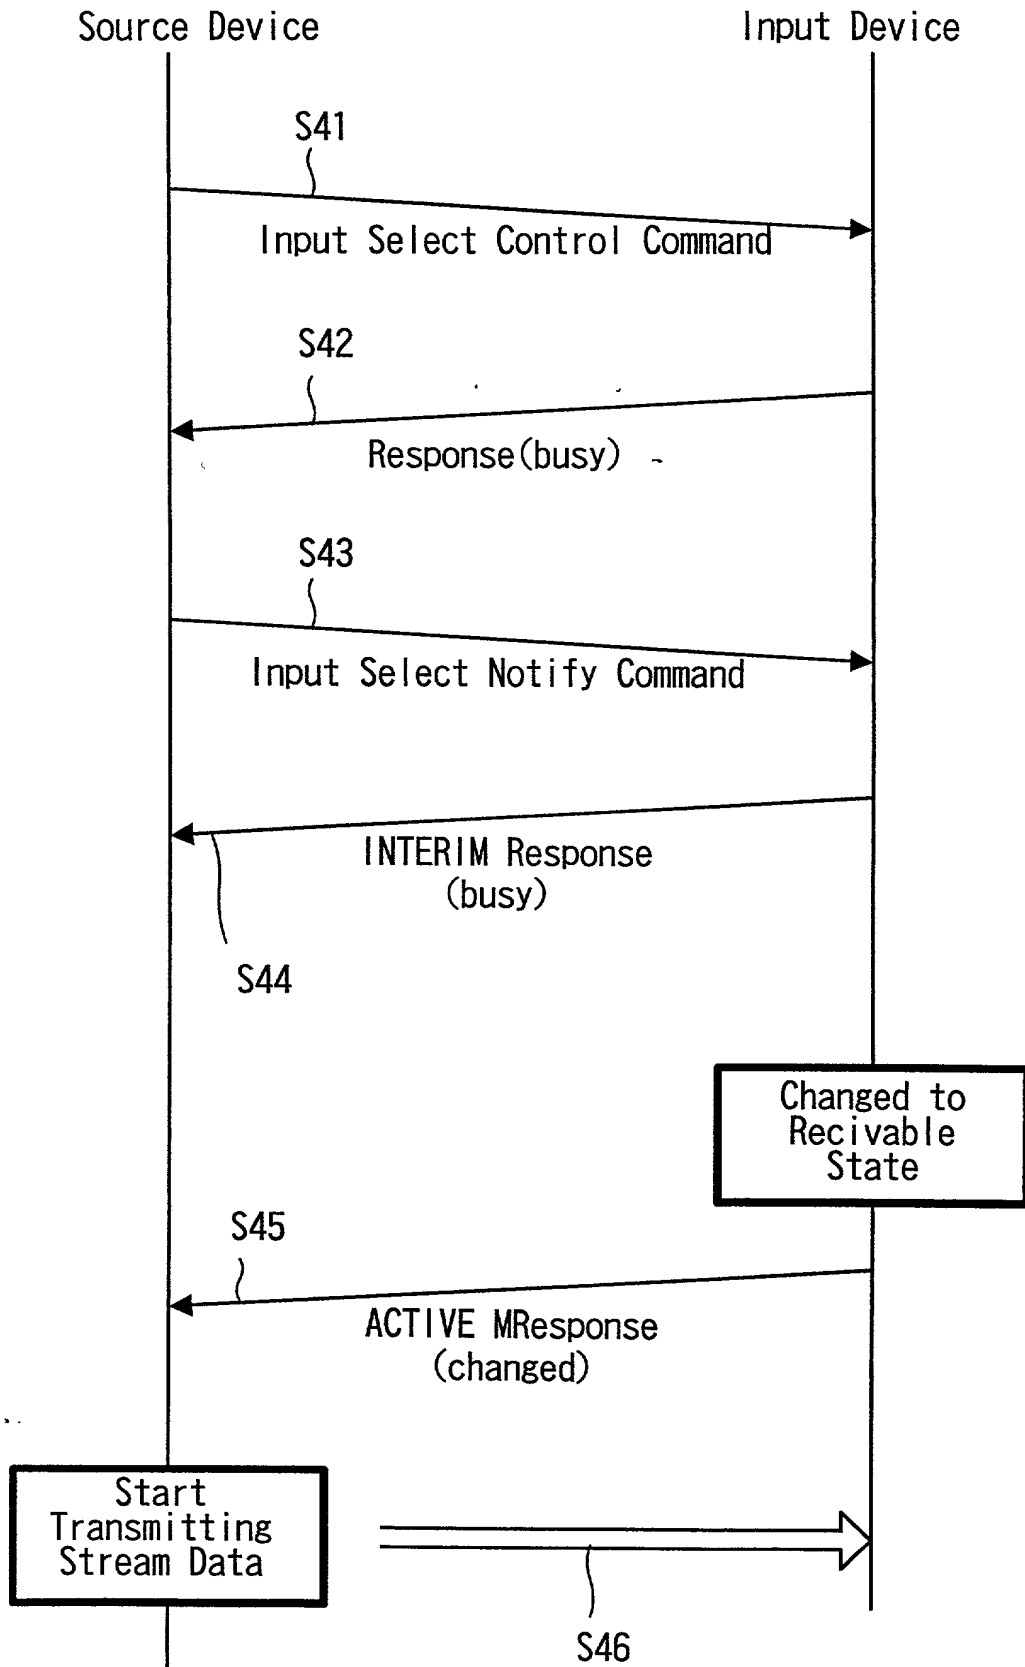 Source Device
Input Device
S41
Input Select Control Command
S42
Response(busy)
S43
Input Select Notify Command
INTERIM Response
(busy)
S44
Changed to
Recivable
State
S45
ACTIVE MResponse
(changed)
Start
Transmitting
Stream Data
S46